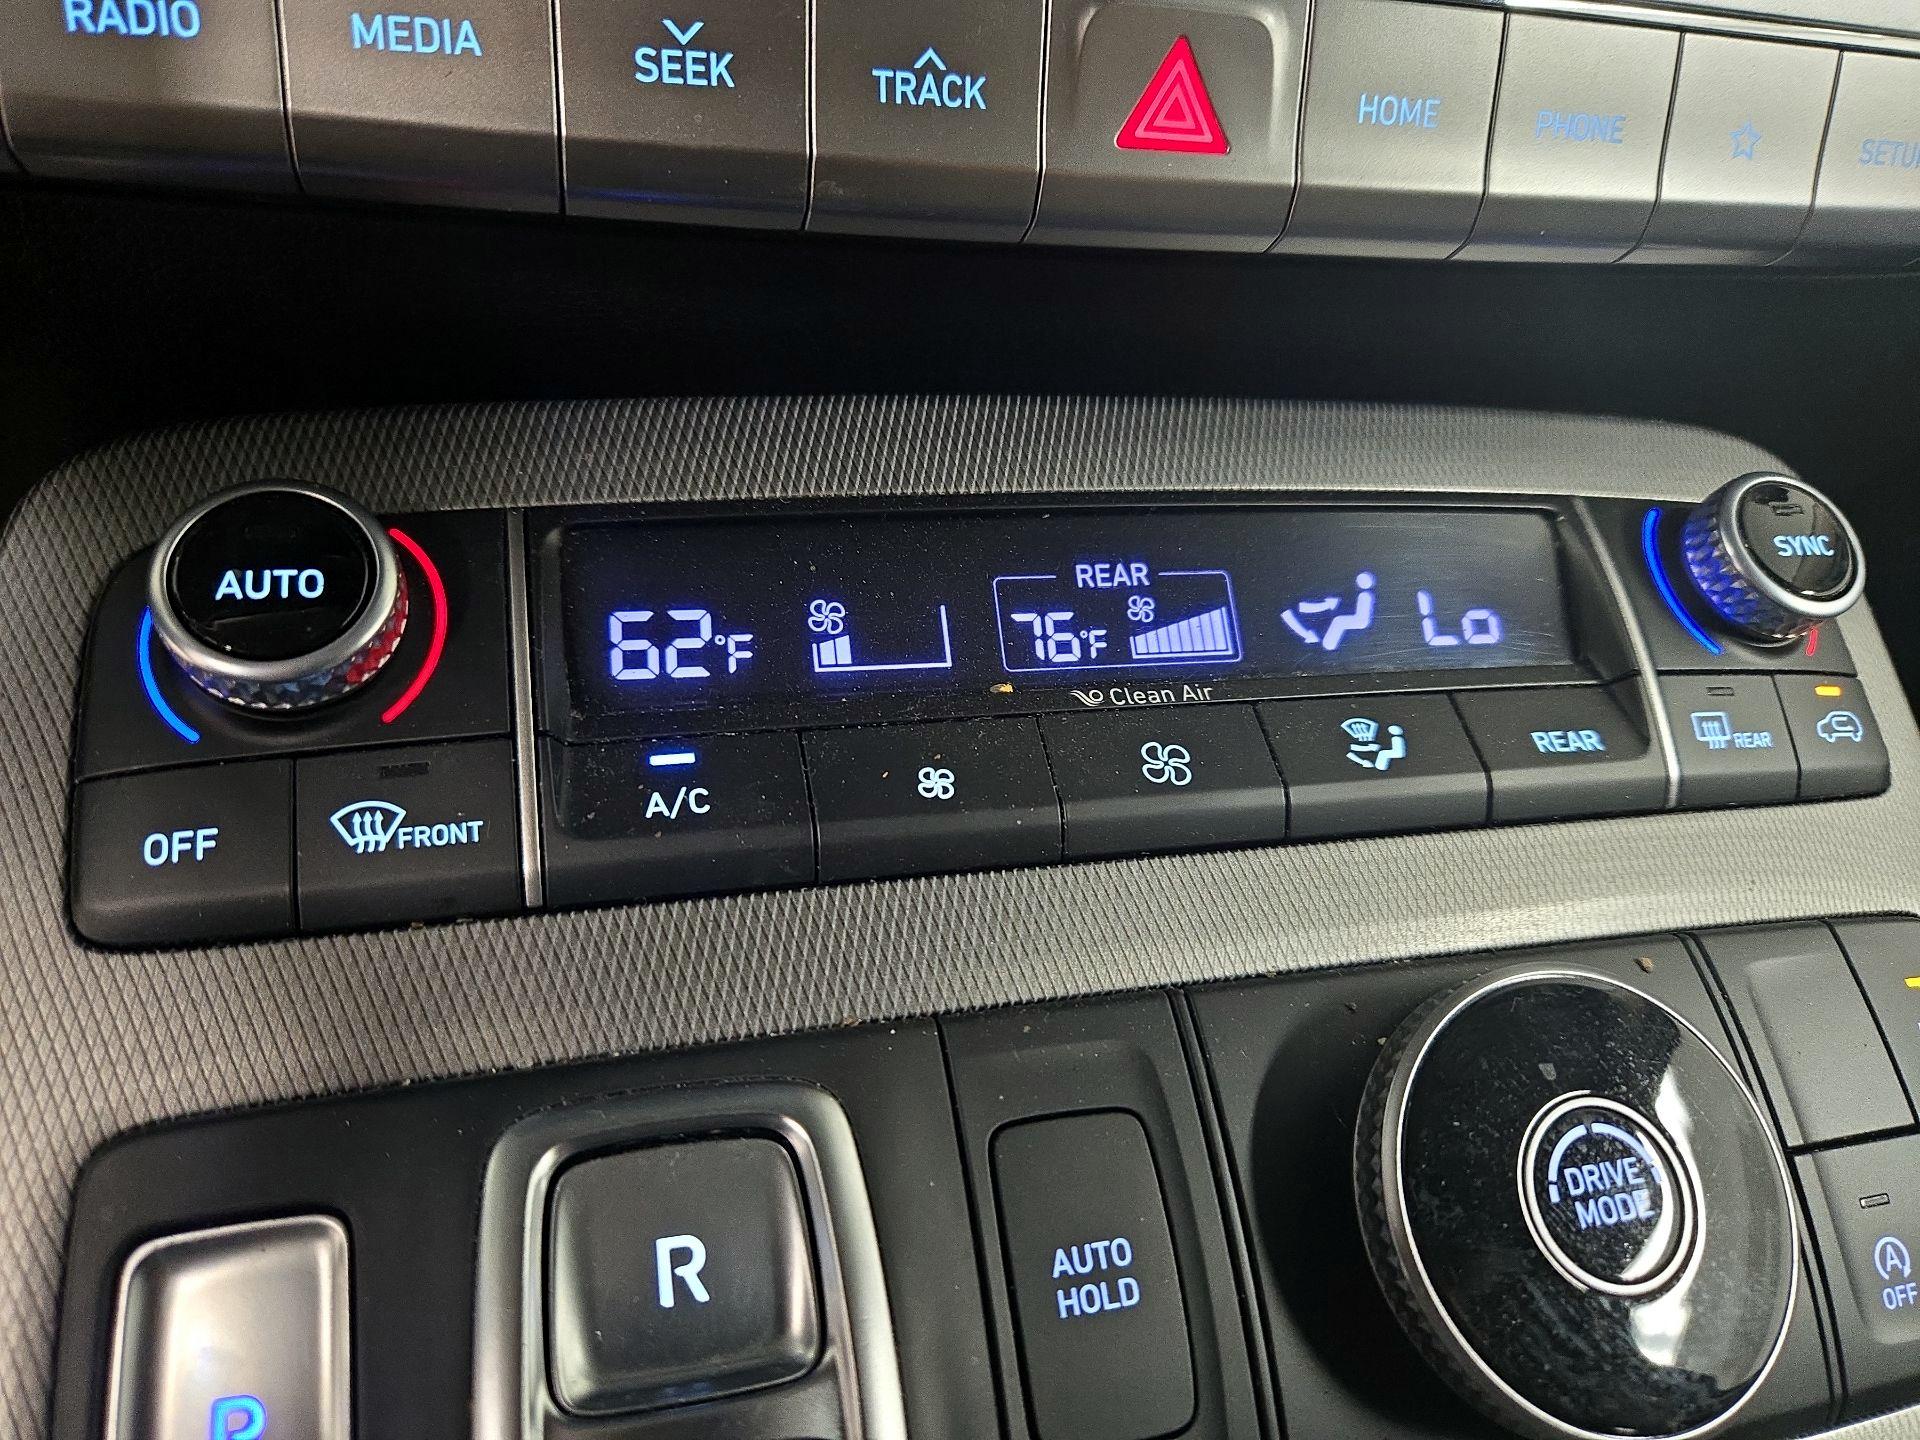 RADIO
MEDIA
SEEK
TRACK
HOME
PHONE
SETU
AUTO
62°F
REAR
76°F
Lo
SYNC
Clean Air
OFF
FRONT
A/C
REAR
REAR
P
R
AUTO
HOLD
DRIVE
MODE
A
OFF